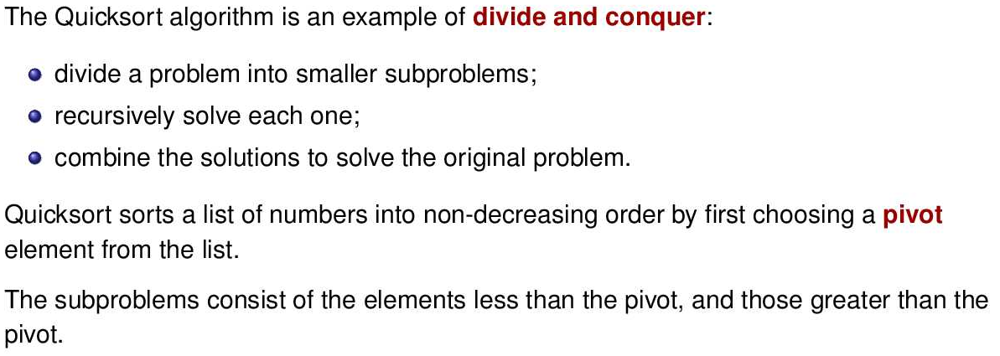 The Quicksort algorithm is an example of divide and conquer:
divide a problem into smaller subproblems;
recursively solve each one;
combine the solutions to solve the original problem.
Quicksort sorts a list of numbers into non-decreasing order by first choosing a pivot
element from the list.
The subproblems consist of the elements less than the pivot, and those greater than the
pivot.